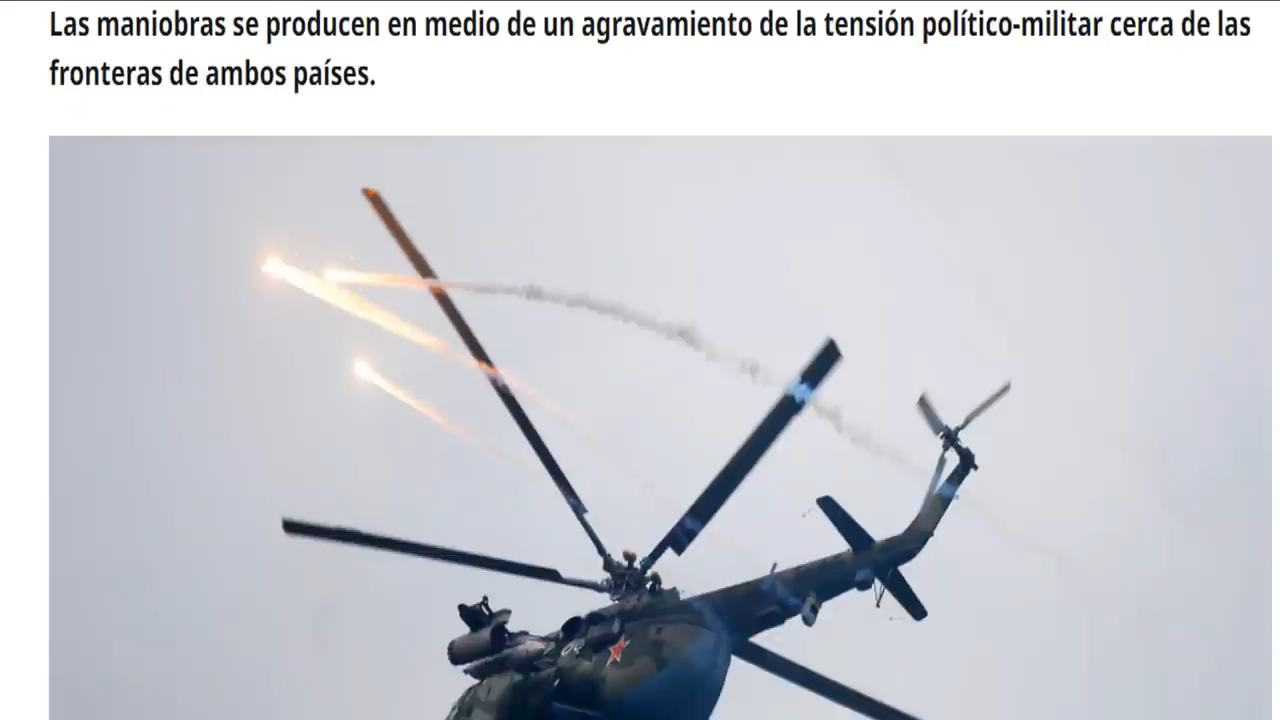 Las maniobras se producen en medio de un agravamiento de la tensión político-militar cerca de las
fronteras de ambos países.